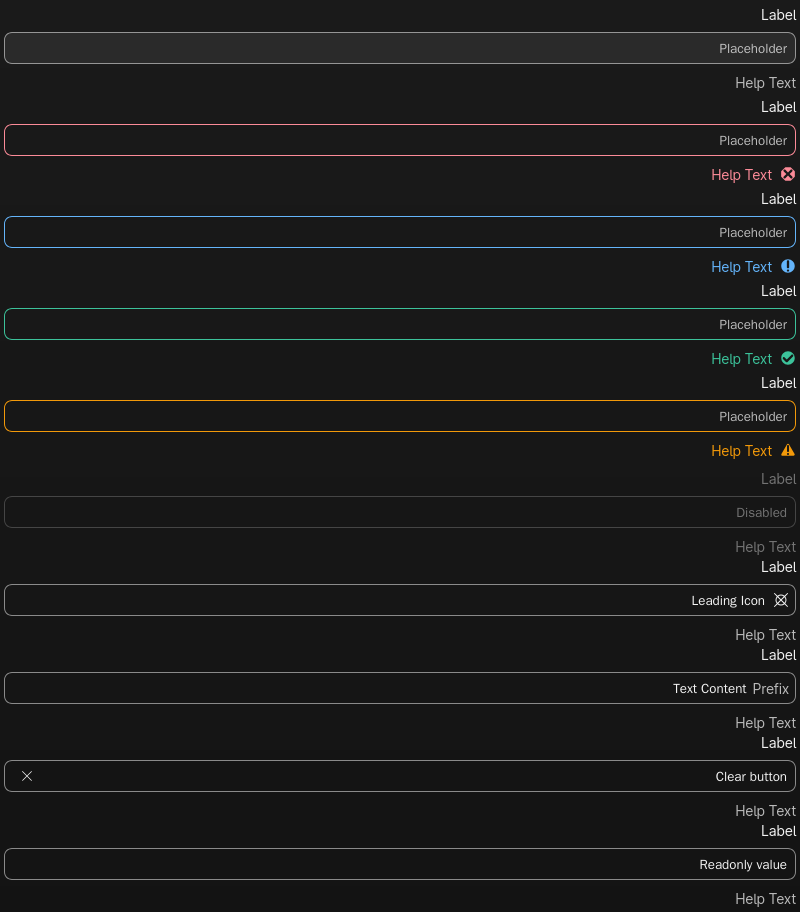 Label
Placeholder
Help Text
Label
Placeholder
Help Text
Label
Placeholder
Help Text
Label
Placeholder
Help Text
Label
Placeholder
Help Text
Label
Disabled
Help Text
Label
Leading Icon
Help Text
Label
Text Content Prefix
Help Text
Label
Clear button
Help Text
Label
Readonly value
Help Text